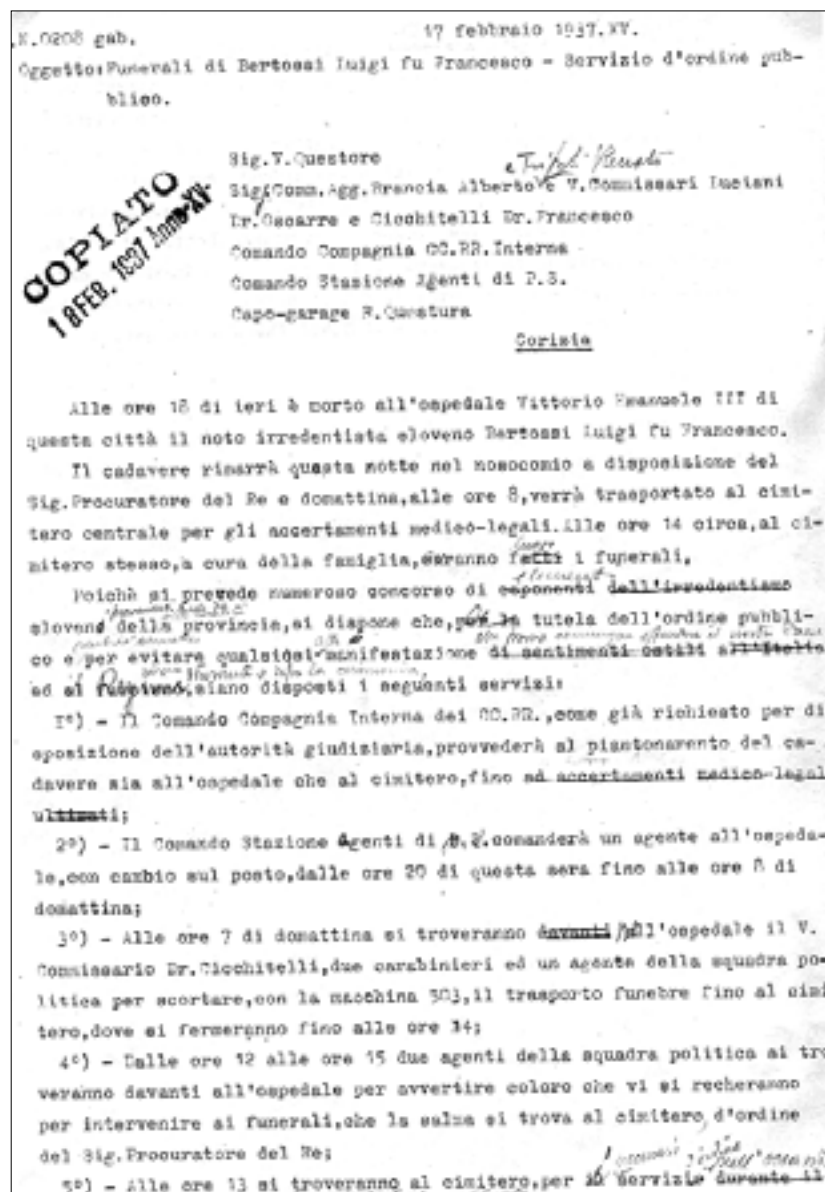 .N.0208 gab.
17 febbraio 1937.XV.
Oggetto:Funerali di Bertossi Luigi fu Francesco - Servizio d'ordine pub-
blico.
COPIATO
18 FEB. 1937 Anno XV
Sig.V.Questore
e Tripoli Renato
Sig.Comm.Agg.Brancia Alberto e V.Commissari Luciani
Dr.Oscarre e Cicchitelli Dr.Francesco
Comando Compagnia CC.RR.Interna
Comando Stazione Agenti di P.S.
Capo-garage R.Questura
Gorizia
Alle ore 18 di ieri è morto all'ospedale Vittorio Emanuele III di
questa città il noto irredentista sloveno Bertossi Luigi fu Francesco.
Il cadavere rimarrà questa notte nel nosocomio a disposizione del
Sig.Procuratore del Re e domattina,alle ore 8,verrà trasportato al cimi-
tero centrale per gli accertamenti medico-legali.Alle ore 14 circa,al ci-
mitero stesso,a cura della famiglia,saranno fatti i funerali.
Poichè si prevede numeroso concorso di esponenti dell'irredentismo
sloveno della provincia,si dispone che,per la tutela dell'ordine pubbli-
co e per evitare qualsiasi manifestazione di sentimenti ostili all'Italia
ed al fascismo,siano disposti i seguenti servizi:
1°) - Il Comando Compagnia Interna dei CC.RR.,come già richiesto per di
sposizione dell'autorità giudiziaria,provvederà al piantonamento del ca-
davere sia all'ospedale che al cimitero,fino ad accertamenti medico-legal
ultimati;
2°) - Il Comando Stazione Agenti di P.S.comanderà un agente all'ospeda-
le,con cambio sul posto,dalle ore 20 di questa sera fino alle ore 8 di
domattina;
3°) - Alle ore 7 di domattina si troveranno davanti all'ospedale il V.
Commissario Dr.Cicchitelli,due carabinieri ed un agente della squadra po-
litica per scortare,con la macchina 503,il trasporto funebre fino al cimi
tero,dove si fermeranno fino alle ore 14;
4°) - Dalle ore 12 alle ore 15 due agenti della squadra politica si tro
veranno davanti all'ospedale per avvertire coloro che vi si recheranno
per intervenire ai funerali,che la salma si trova al cimitero d'ordine
del Sig.Procuratore del Re;
5°) - Alle ore 13 si troveranno al cimitero,per servizio durante il